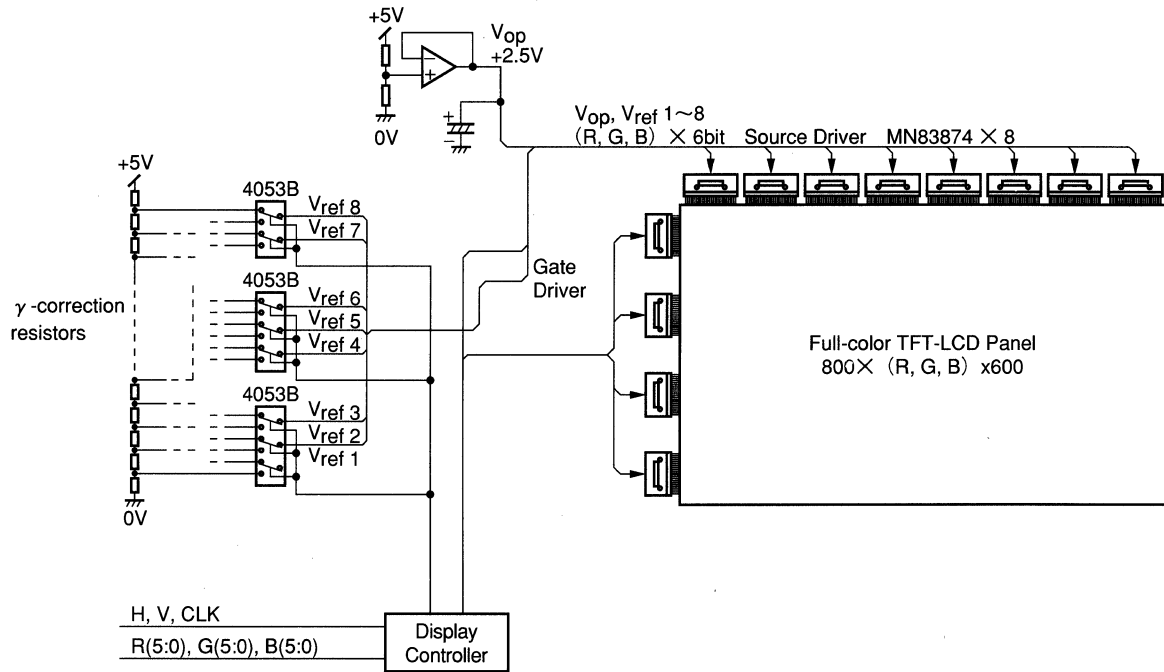 +5V
Vop
+2.5V
0V
Vop, Vref 1~8
(R, G, B) × 6bit Source Driver MN83874 × 8
+5V
4053B
Vref 8
Vref 7
γ-correction
resistors
4053B
Vref 6
Vref 5
Vref 4
Gate
Driver
Full-color TFT-LCD Panel
800× (R, G, B) x600
4053B
Vref 3
Vref 2
Vref 1
0V
H, V, CLK
R(5:0), G(5:0), B(5:0)
Display
Controller